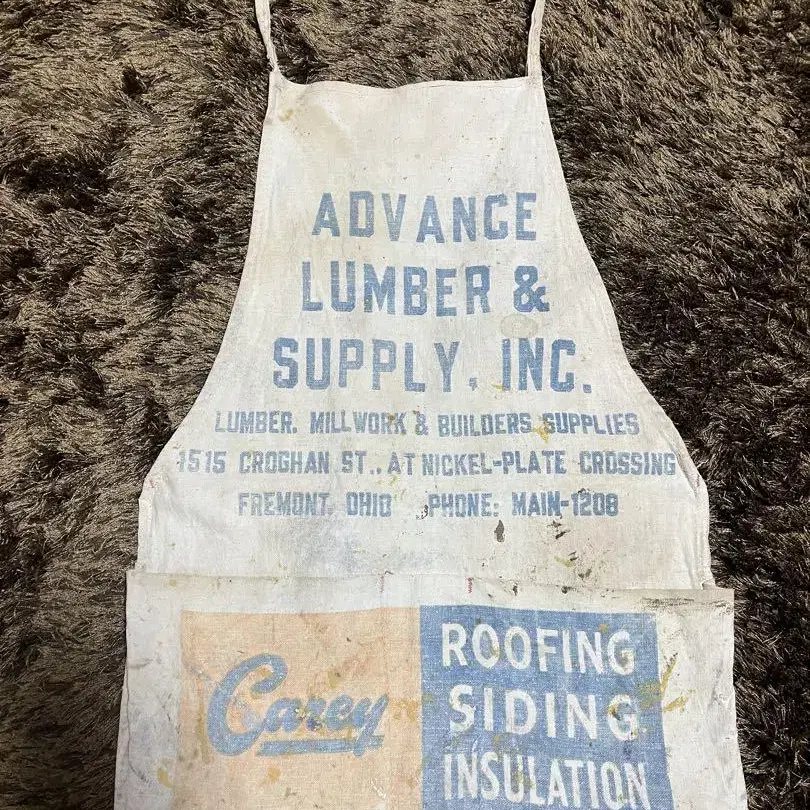 ADVANCE
LUMBER &
SUPPLY, INC.
LUMBER, MILLWORK & BUILDERS SUPPLIES
1515 CROGHAN ST., AT NICKEL-PLATE CROSSING
FREMONT, OHIO PHONE: MAIN-1208
Carey
ROOFING
SIDING
INSULATION